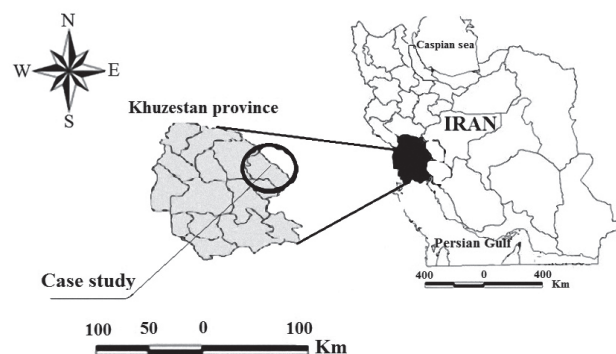 N
W E
S
Khuzestan province
Case study
100 50 0 100
Km
Caspian sea
IRAN
Persian Gulf
400 0 400
Km